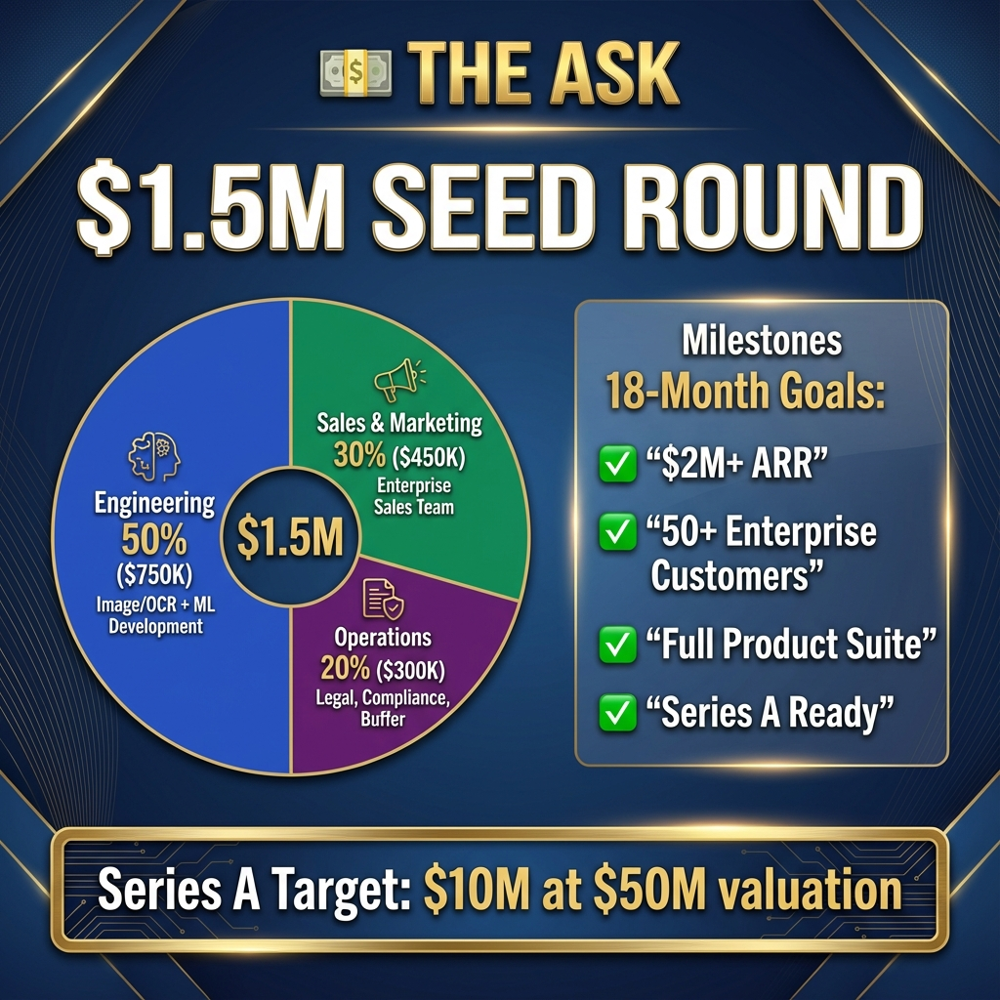 THE ASK
$1.5M SEED ROUND
Sales & Marketing
30% ($450K)
Enterprise
Sales Team
Engineering
50%
($750K)
Image/OCR + ML
Development
$1.5M
Operations
20% ($300K)
Legal, Compliance,
Buffer
Milestones
18-Month Goals:
“$2M+ ARR”
“50+ Enterprise
Customers”
“Full Product Suite”
“Series A Ready”
Series A Target: $10M at $50M valuation